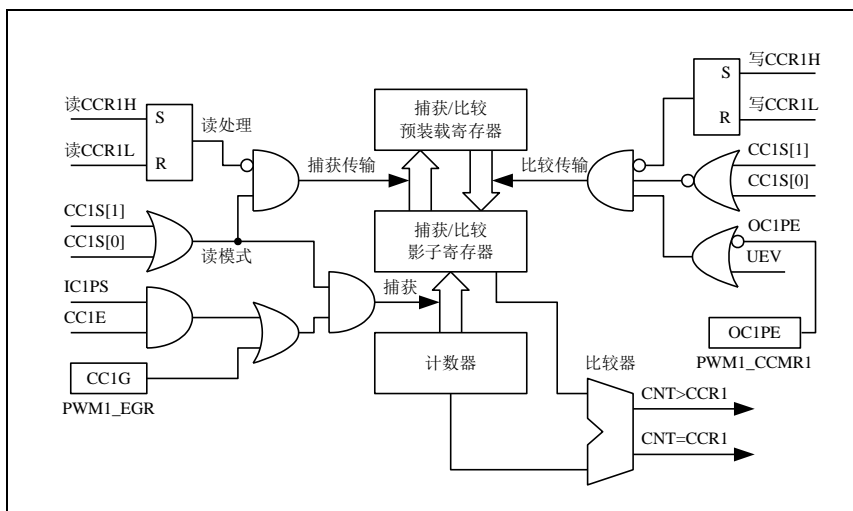 读CCR1H
读CCR1L
S
R
读处理
捕获/比较
预装载寄存器
S
R
写CCR1H
写CCR1L
捕获传输
比较传输
CC1S[1]
CC1S[0]
CC1S[1]
CC1S[0]
读模式
捕获/比较
影子寄存器
OC1PE
UEV
IC1PS
CC1E
捕获
CC1G
PWM1_EGR
计数器
比较器
OC1PE
PWM1_CCMR1
CNT>CCR1
CNT=CCR1